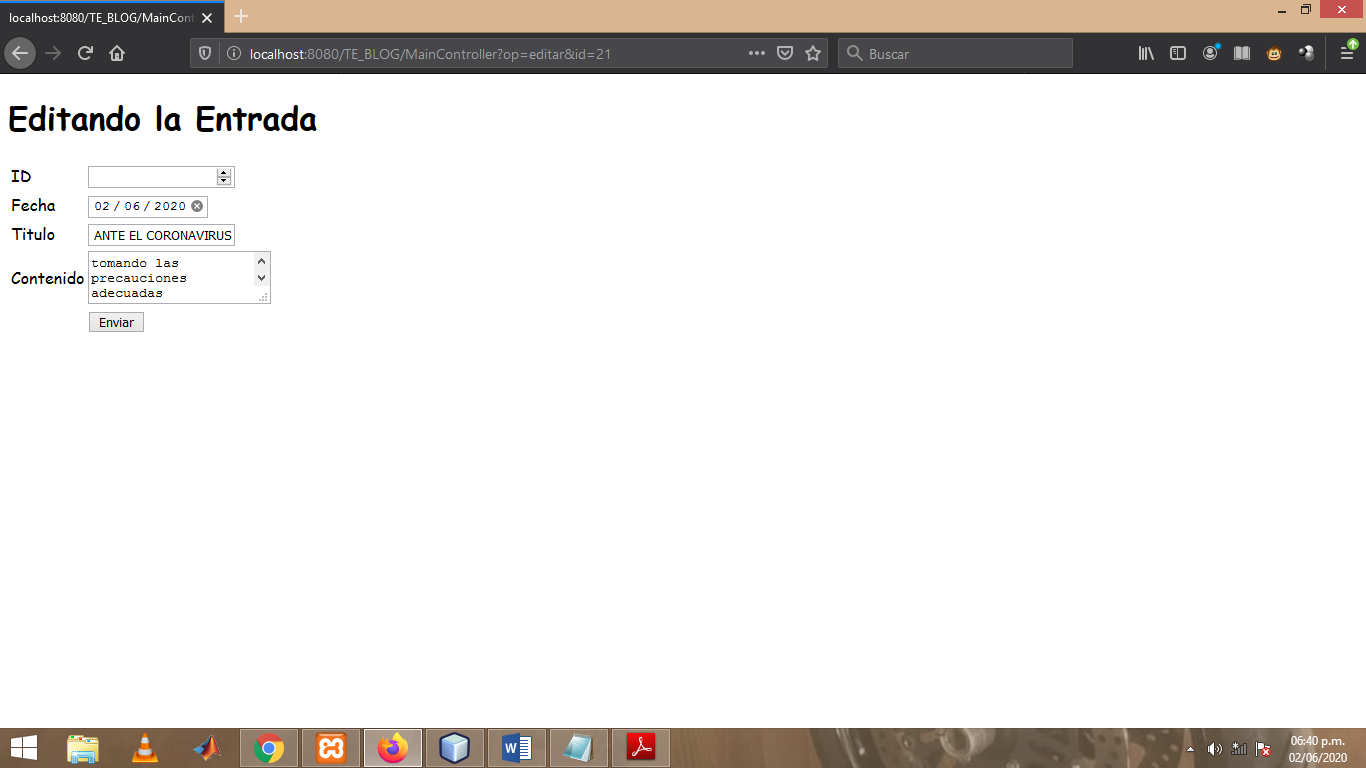 localhost:8080/TE_BLOG/MainCont
localhost:8080/TE_BLOG/MainController?op=editar&id=21
Buscar
Editando la Entrada
ID
Fecha 02 / 06 / 2020
Titulo ANTE EL CORONAVIRUS
Contenido
tomando las
precauciones
adecuadas
Enviar
06:40 p.m.
02/06/2020